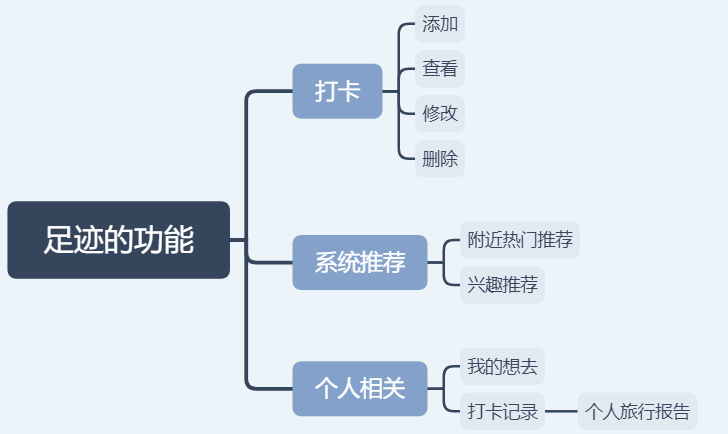 足迹的功能
打卡
添加
查看
修改
删除
系统推荐
附近热门推荐
兴趣推荐
个人相关
我的想去
打卡记录
个人旅行报告